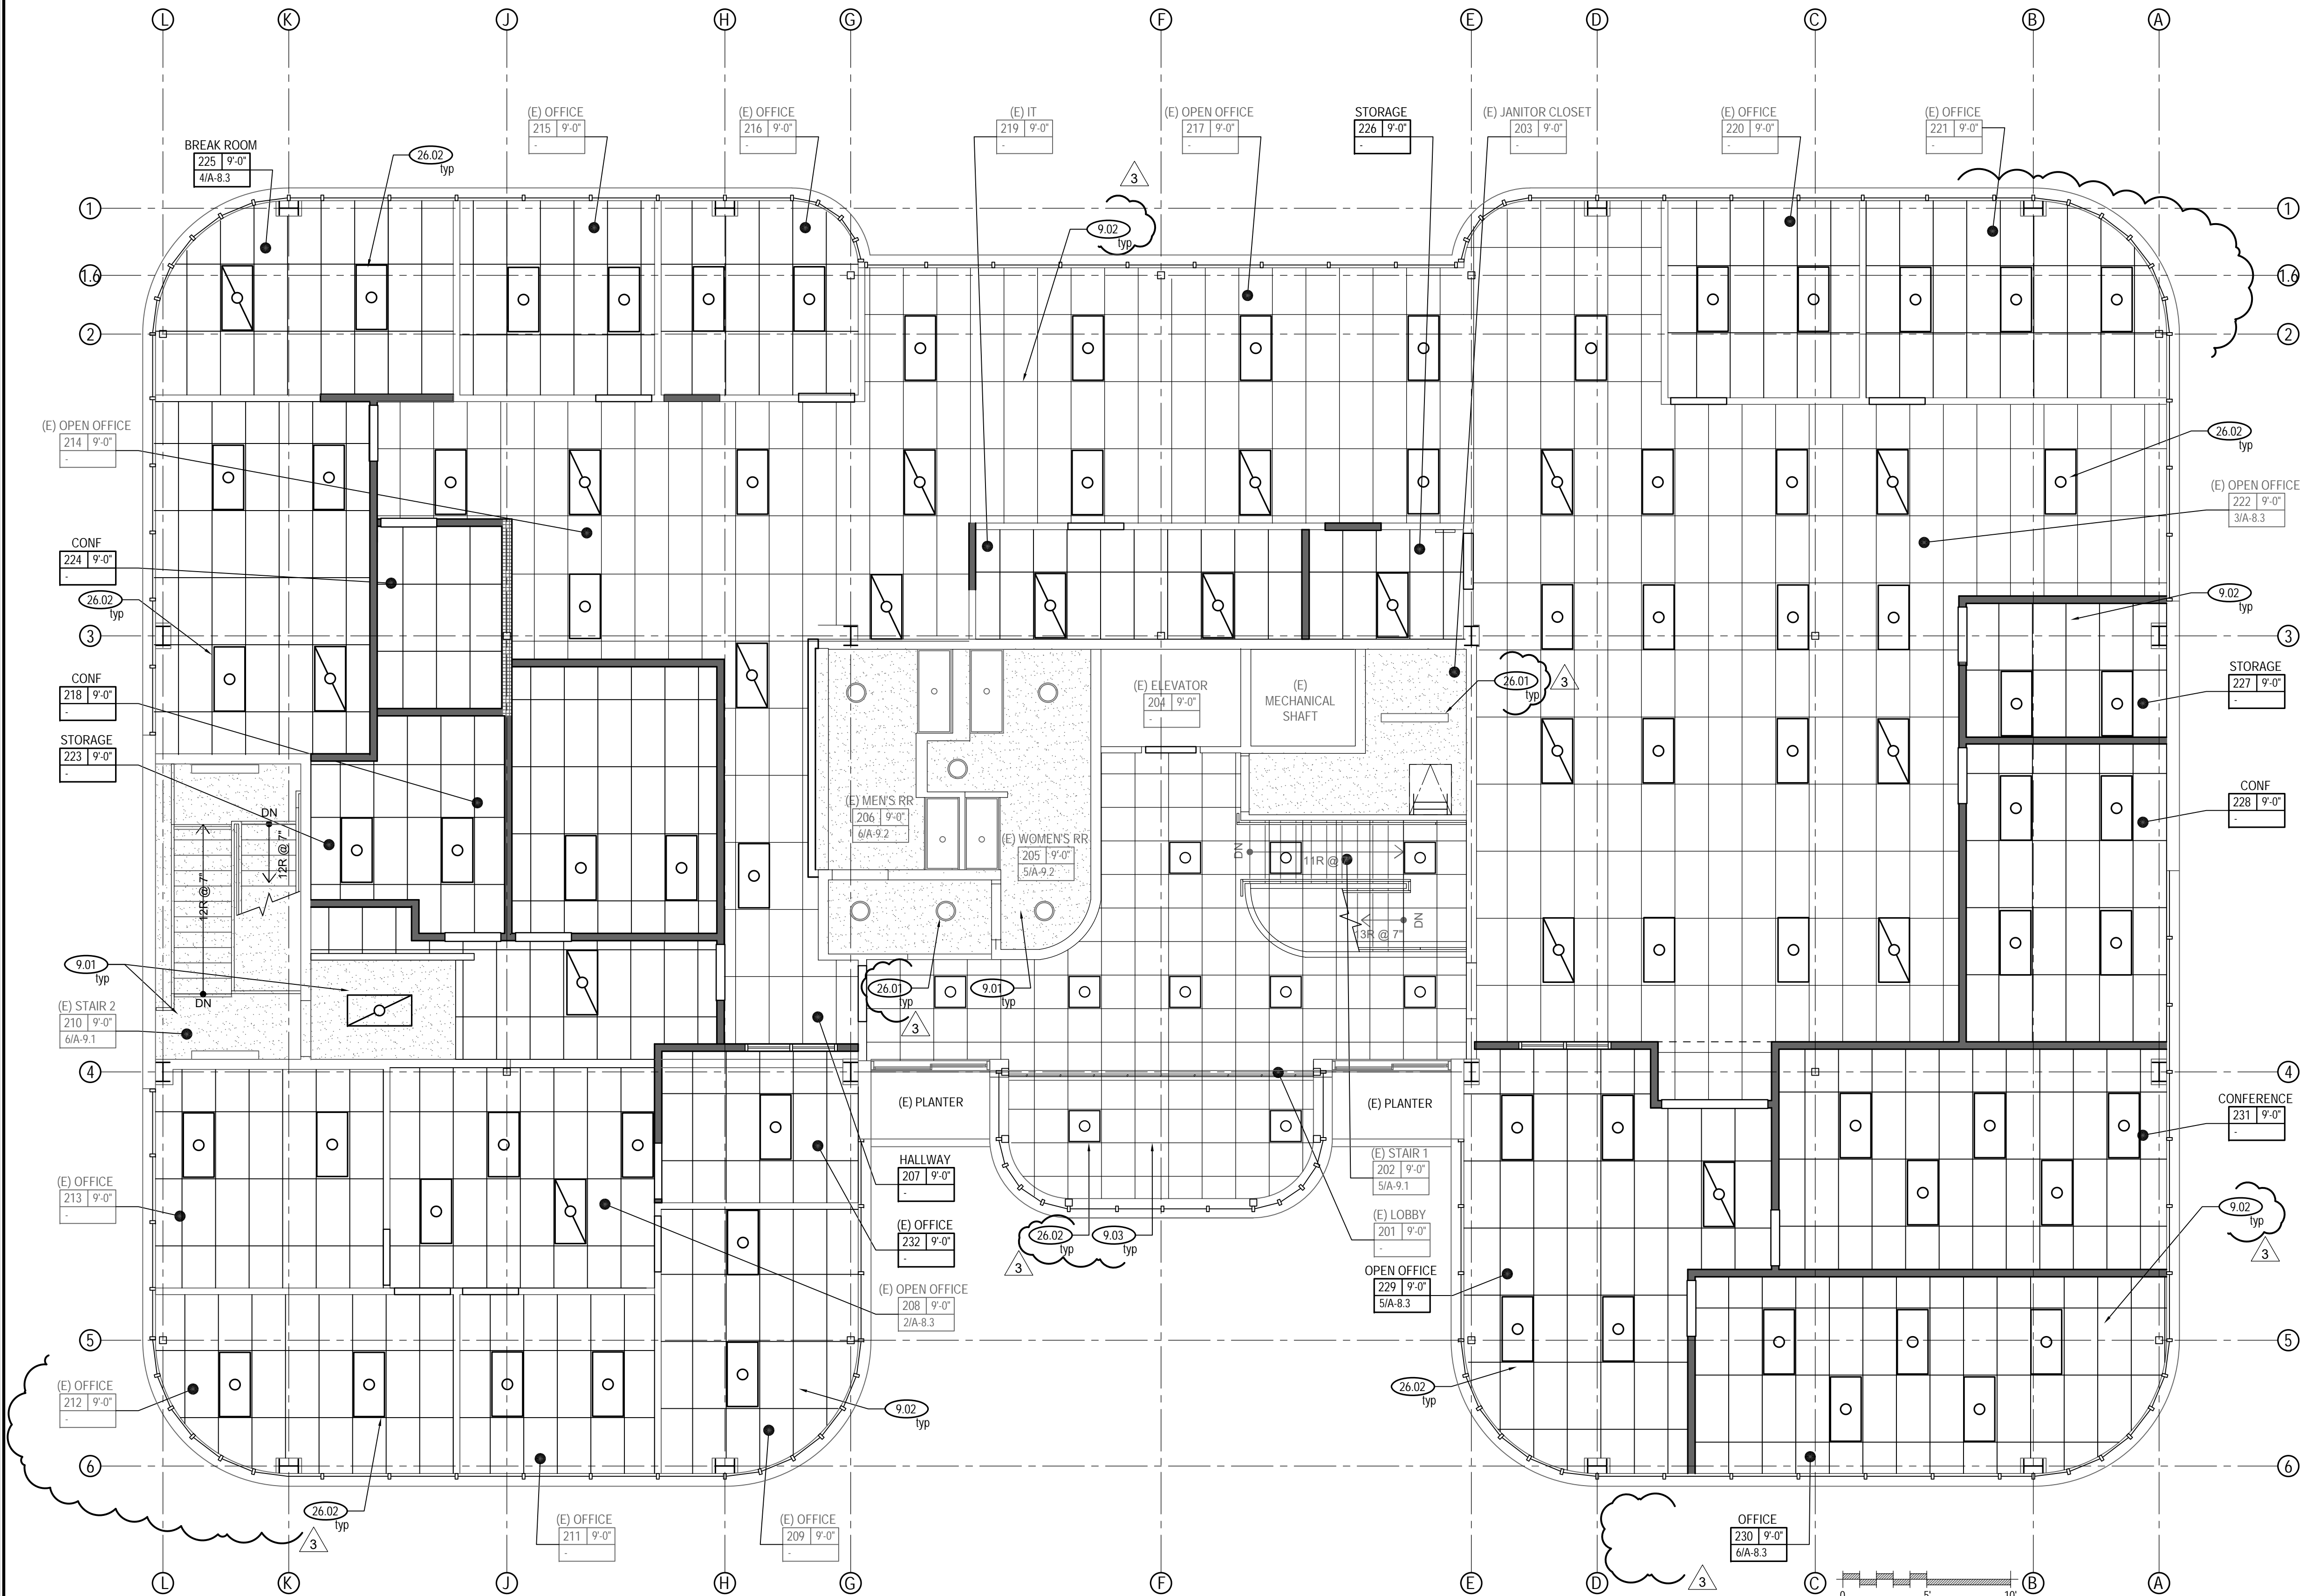 L K J H G F E D C B A
(E) OFFICE
215 9'-0"
-
(E) OFFICE
216 9'-0"
-
(E) IT
219 9'-0"
-
(E) OPEN OFFICE
217 9'-0"
-
STORAGE
226 9'-0"
-
(E) JANITOR CLOSET
203 9'-0"
-
(E) OFFICE
220 9'-0"
-
(E) OFFICE
221 9'-0"
-
BREAK ROOM
225 9'-0"
4/A-8.3
26.02
typ
3
9.02
typ
1 1
1.6 1.6
2 2
(E) OPEN OFFICE
214 9'-0"
-
26.02
typ
(E) OPEN OFFICE
222 9'-0"
3/A-8.3
CONF
224 9'-0"
-
26.02
typ
9.02
typ
3 3
CONF
218 9'-0"
-
STORAGE
223 9'-0"
-
(E) ELEVATOR
204 9'-0"
-
(E)
MECHANICAL
SHAFT
26.01
typ
3
STORAGE
227 9'-0"
-
CONF
228 9'-0"
-
DN
12R @ 7"
12R @ 7"
DN
(E) MEN'S RR
206 9'-0"
6/A-9.2
(E) WOMEN'S RR
205 9'-0"
5/A-9.2
DN
11R @
DN
13R @ 7"
9.01
typ
26.01
typ
3
9.01
typ
(E) STAIR 2
210 9'-0"
6/A-9.1
4 4
(E) PLANTER
(E) PLANTER
CONFERENCE
231 9'-0"
-
HALLWAY
207 9'-0"
-
(E) STAIR 1
202 9'-0"
5/A-9.1
(E) OFFICE
213 9'-0"
-
(E) OFFICE
232 9'-0"
-
26.02
typ
3
9.03
typ
(E) LOBBY
201 9'-0"
-
9.02
typ
3
(E) OPEN OFFICE
208 9'-0"
2/A-8.3
OPEN OFFICE
229 9'-0"
5/A-8.3
5 5
(E) OFFICE
212 9'-0"
-
9.02
typ
26.02
typ
6 6
26.02
typ
3
(E) OFFICE
211 9'-0"
-
(E) OFFICE
209 9'-0"
-
OFFICE
230 9'-0"
6/A-8.3
3
L K J H G F E D C B A
0 5' 10'